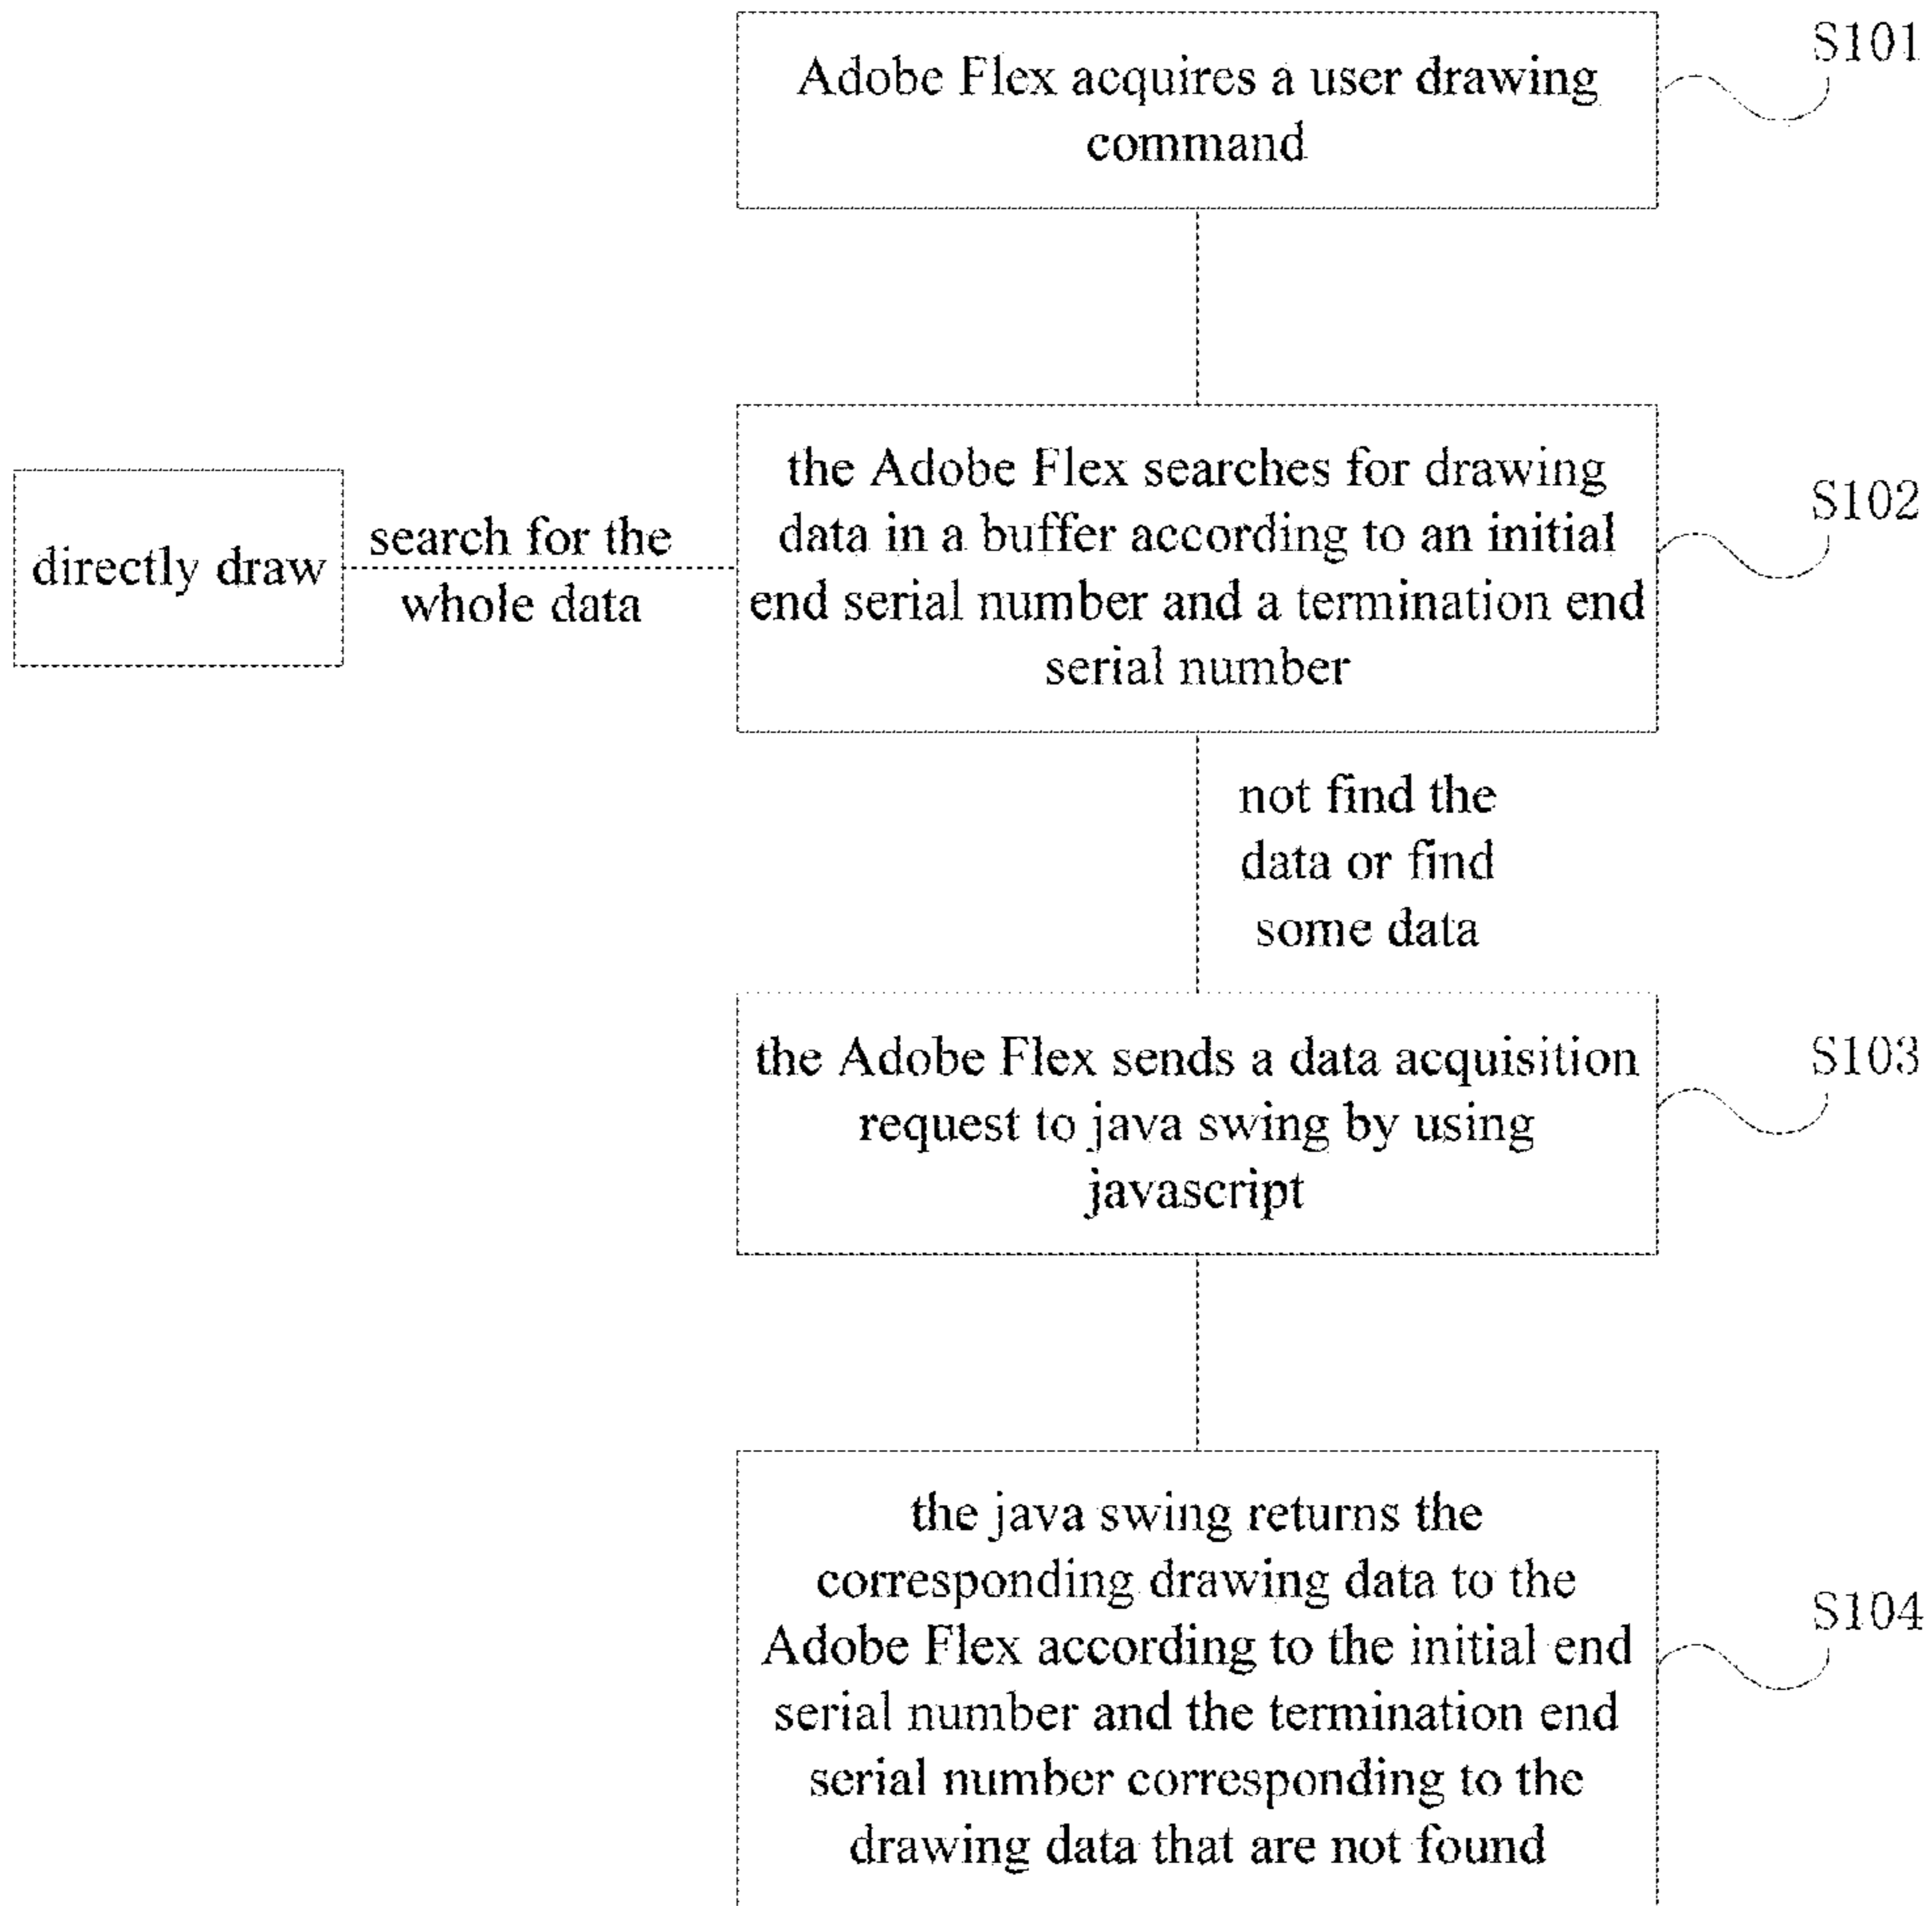 Adobe Flex acquires a user drawing
command
S101
the Adobe Flex searches for drawing
data in a buffer according to an initial
end serial number and a termination end
serial number
S102
search for the
whole data
directly draw
not find the
data or find
some data
the Adobe Flex sends a data acquisition
request to java swing by using
javascript
S103
the java swing returns the
corresponding drawing data to the
Adobe Flex according to the initial end
serial number and the termination end
serial number corresponding to the
drawing data that are not found
S104